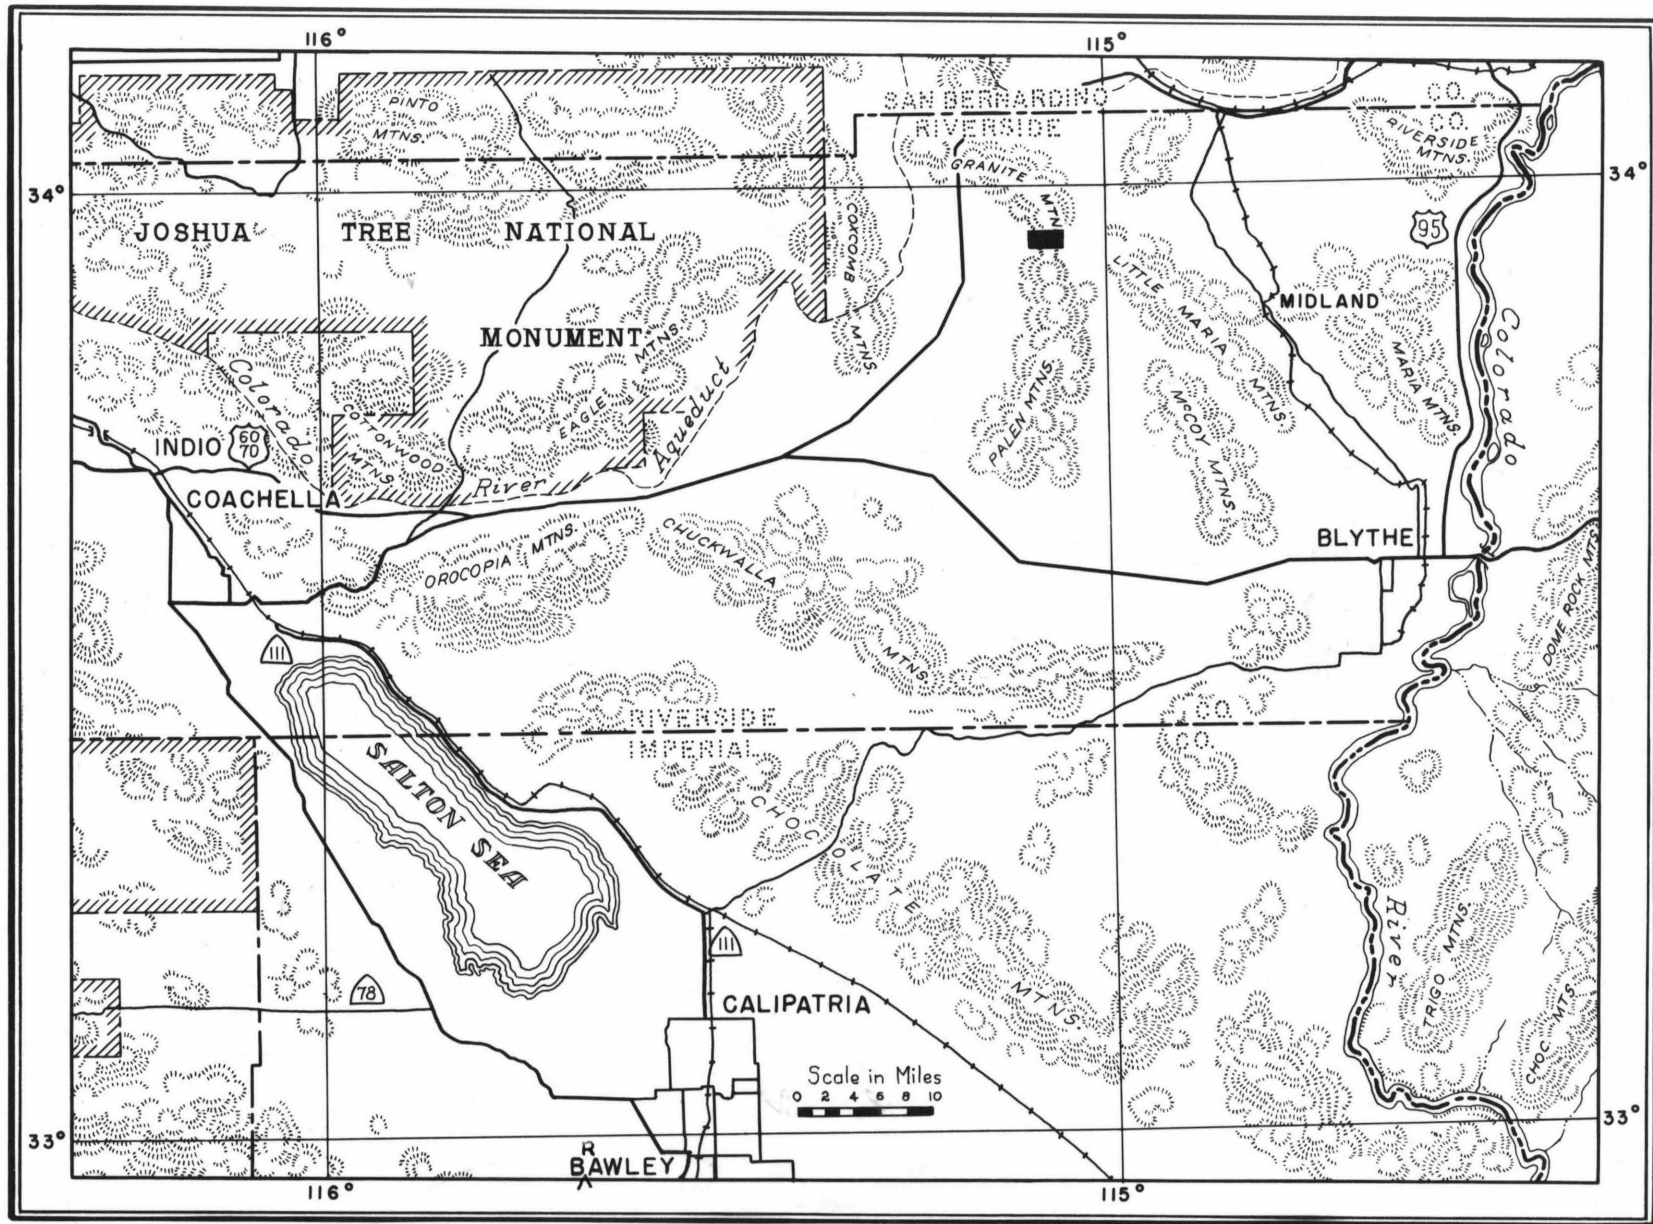 116°
115°
PINTO
MTNS.
SAN BERNARDINO
CO.
RIVERSIDE
CO.
RIVERSIDE
MTNS.
GRANITE
MTN
34°
34°
JOSHUA TREE NATIONAL
MONUMENT
COXCOMB
MTNS.
95
LITTLE MARIA MTNS.
MIDLAND
Colorado
MARIA MTNS.
EAGLE MTNS
PALEN MTNS.
McCOY MTNS.
Colorado
River
Aqueduct
COTTONWOOD
MTNS.
INDIO
60
70
COACHELLA
BLYTHE
OROCOPIA MTNS.
CHUCKWALLA
MTNS.
DOME ROCK MTS
111
RIVERSIDE
CO.
IMPERIAL
CO.
SALTON SEA
CHOCOLATE
MTNS.
River
TRIGO MTNS.
CHOC. MTS.
111
78
CALIPATRIA
Scale in Miles
0 2 4 6 8 10
33°
33°
R
BAWLEY
^
116°
115°